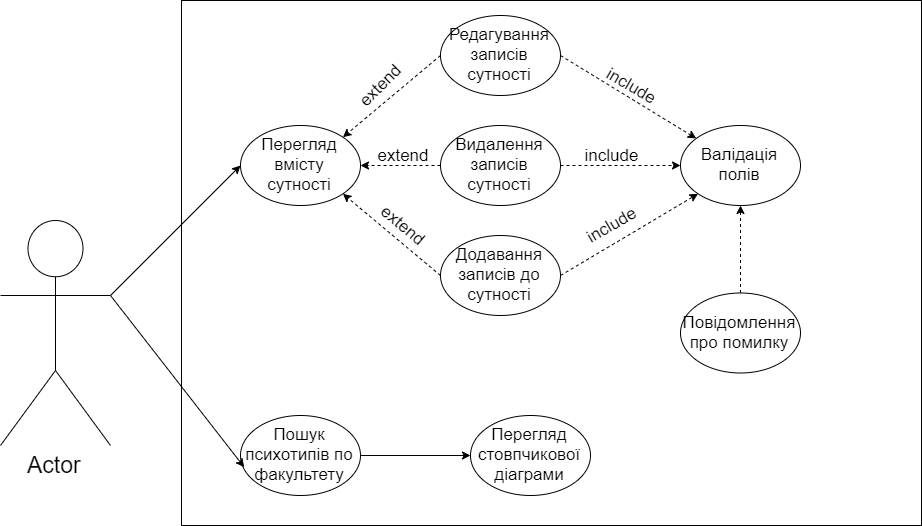 Редагування
записів
сутності
extend
include
Перегляд
вмісту
сутності
extend
Видалення
записів
сутності
include
Валідація
полів
extend
include
Додавання
записів до
сутності
Повідомлення
про помилку
Actor
Пошук
психотипів по
факультету
Перегляд
стовпчикової
діаграми